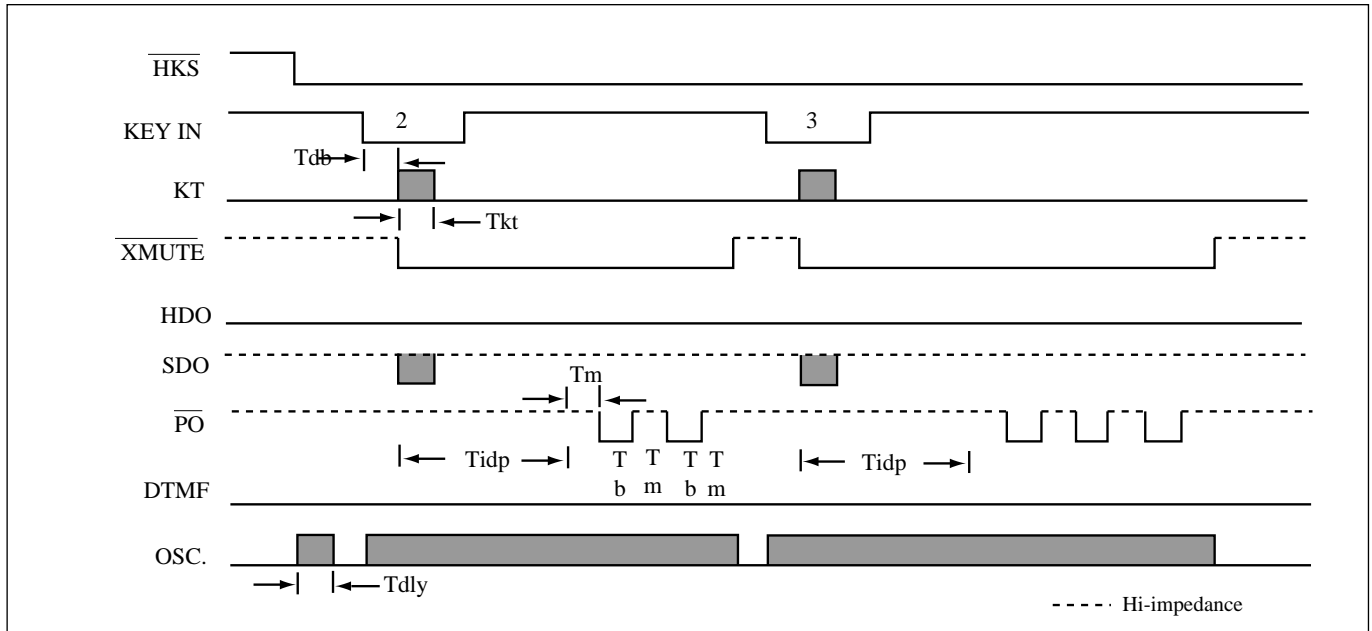 HKS
KEY IN
2
3
Tdb
KT
Tkt
XMUTE
HDO
SDO
Tm
PO
Tidp
T
b
T
m
T
b
T
m
Tidp
DTMF
OSC.
Tdly
Hi-impedance